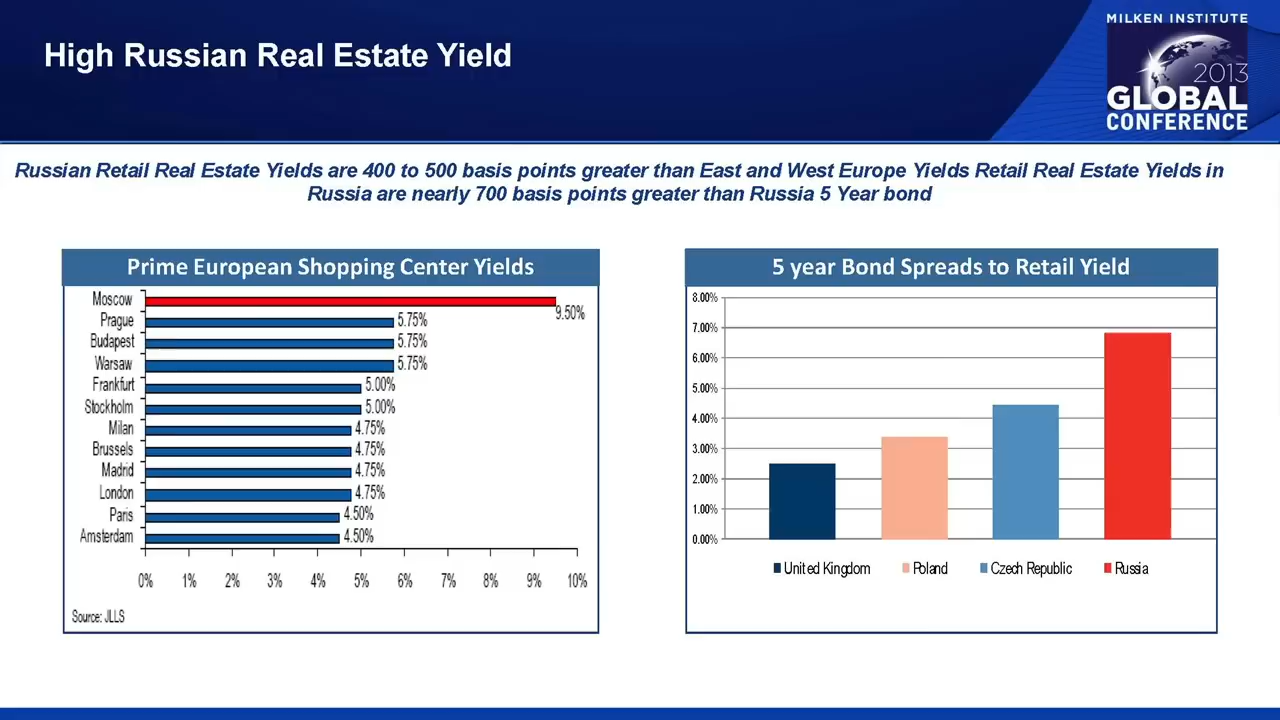 High Russian Real Estate Yield
MILKEN INSTITUTE
2013
GLOBAL
CONFERENCE
Russian Retail Real Estate Yields are 400 to 500 basis points greater than East and West Europe Yields Retail Real Estate Yields in
Russia are nearly 700 basis points greater than Russia 5 Year bond
Prime European Shopping Center Yields
Moscow 9.50%
Prague 5.75%
Budapest 5.75%
Warsaw 5.75%
Frankfurt 5.00%
Stockholm 5.00%
Milan 4.75%
Brussels 4.75%
Madrid 4.75%
London 4.75%
Paris 4.50%
Amsterdam 4.50%
0% 1% 2% 3% 4% 5% 6% 7% 8% 9% 10%
Source: JLLS
5 year Bond Spreads to Retail Yield
8.00%
7.00%
6.00%
5.00%
4.00%
3.00%
2.00%
1.00%
0.00%
United Kingdom Poland Czech Republic Russia